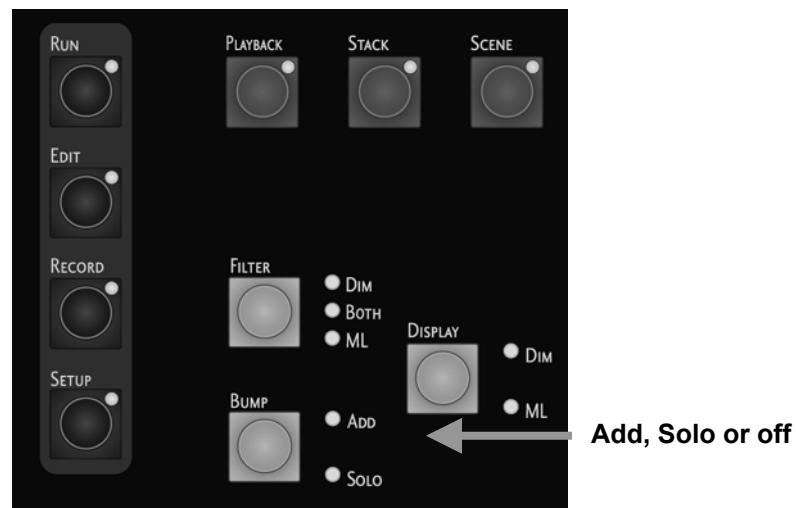 Run
Playback
Stack
Scene
Edit
Record
Filter
Dim
Both
ML
Display
Dim
ML
Setup
Bump
Add
Solo
Add, Solo or off